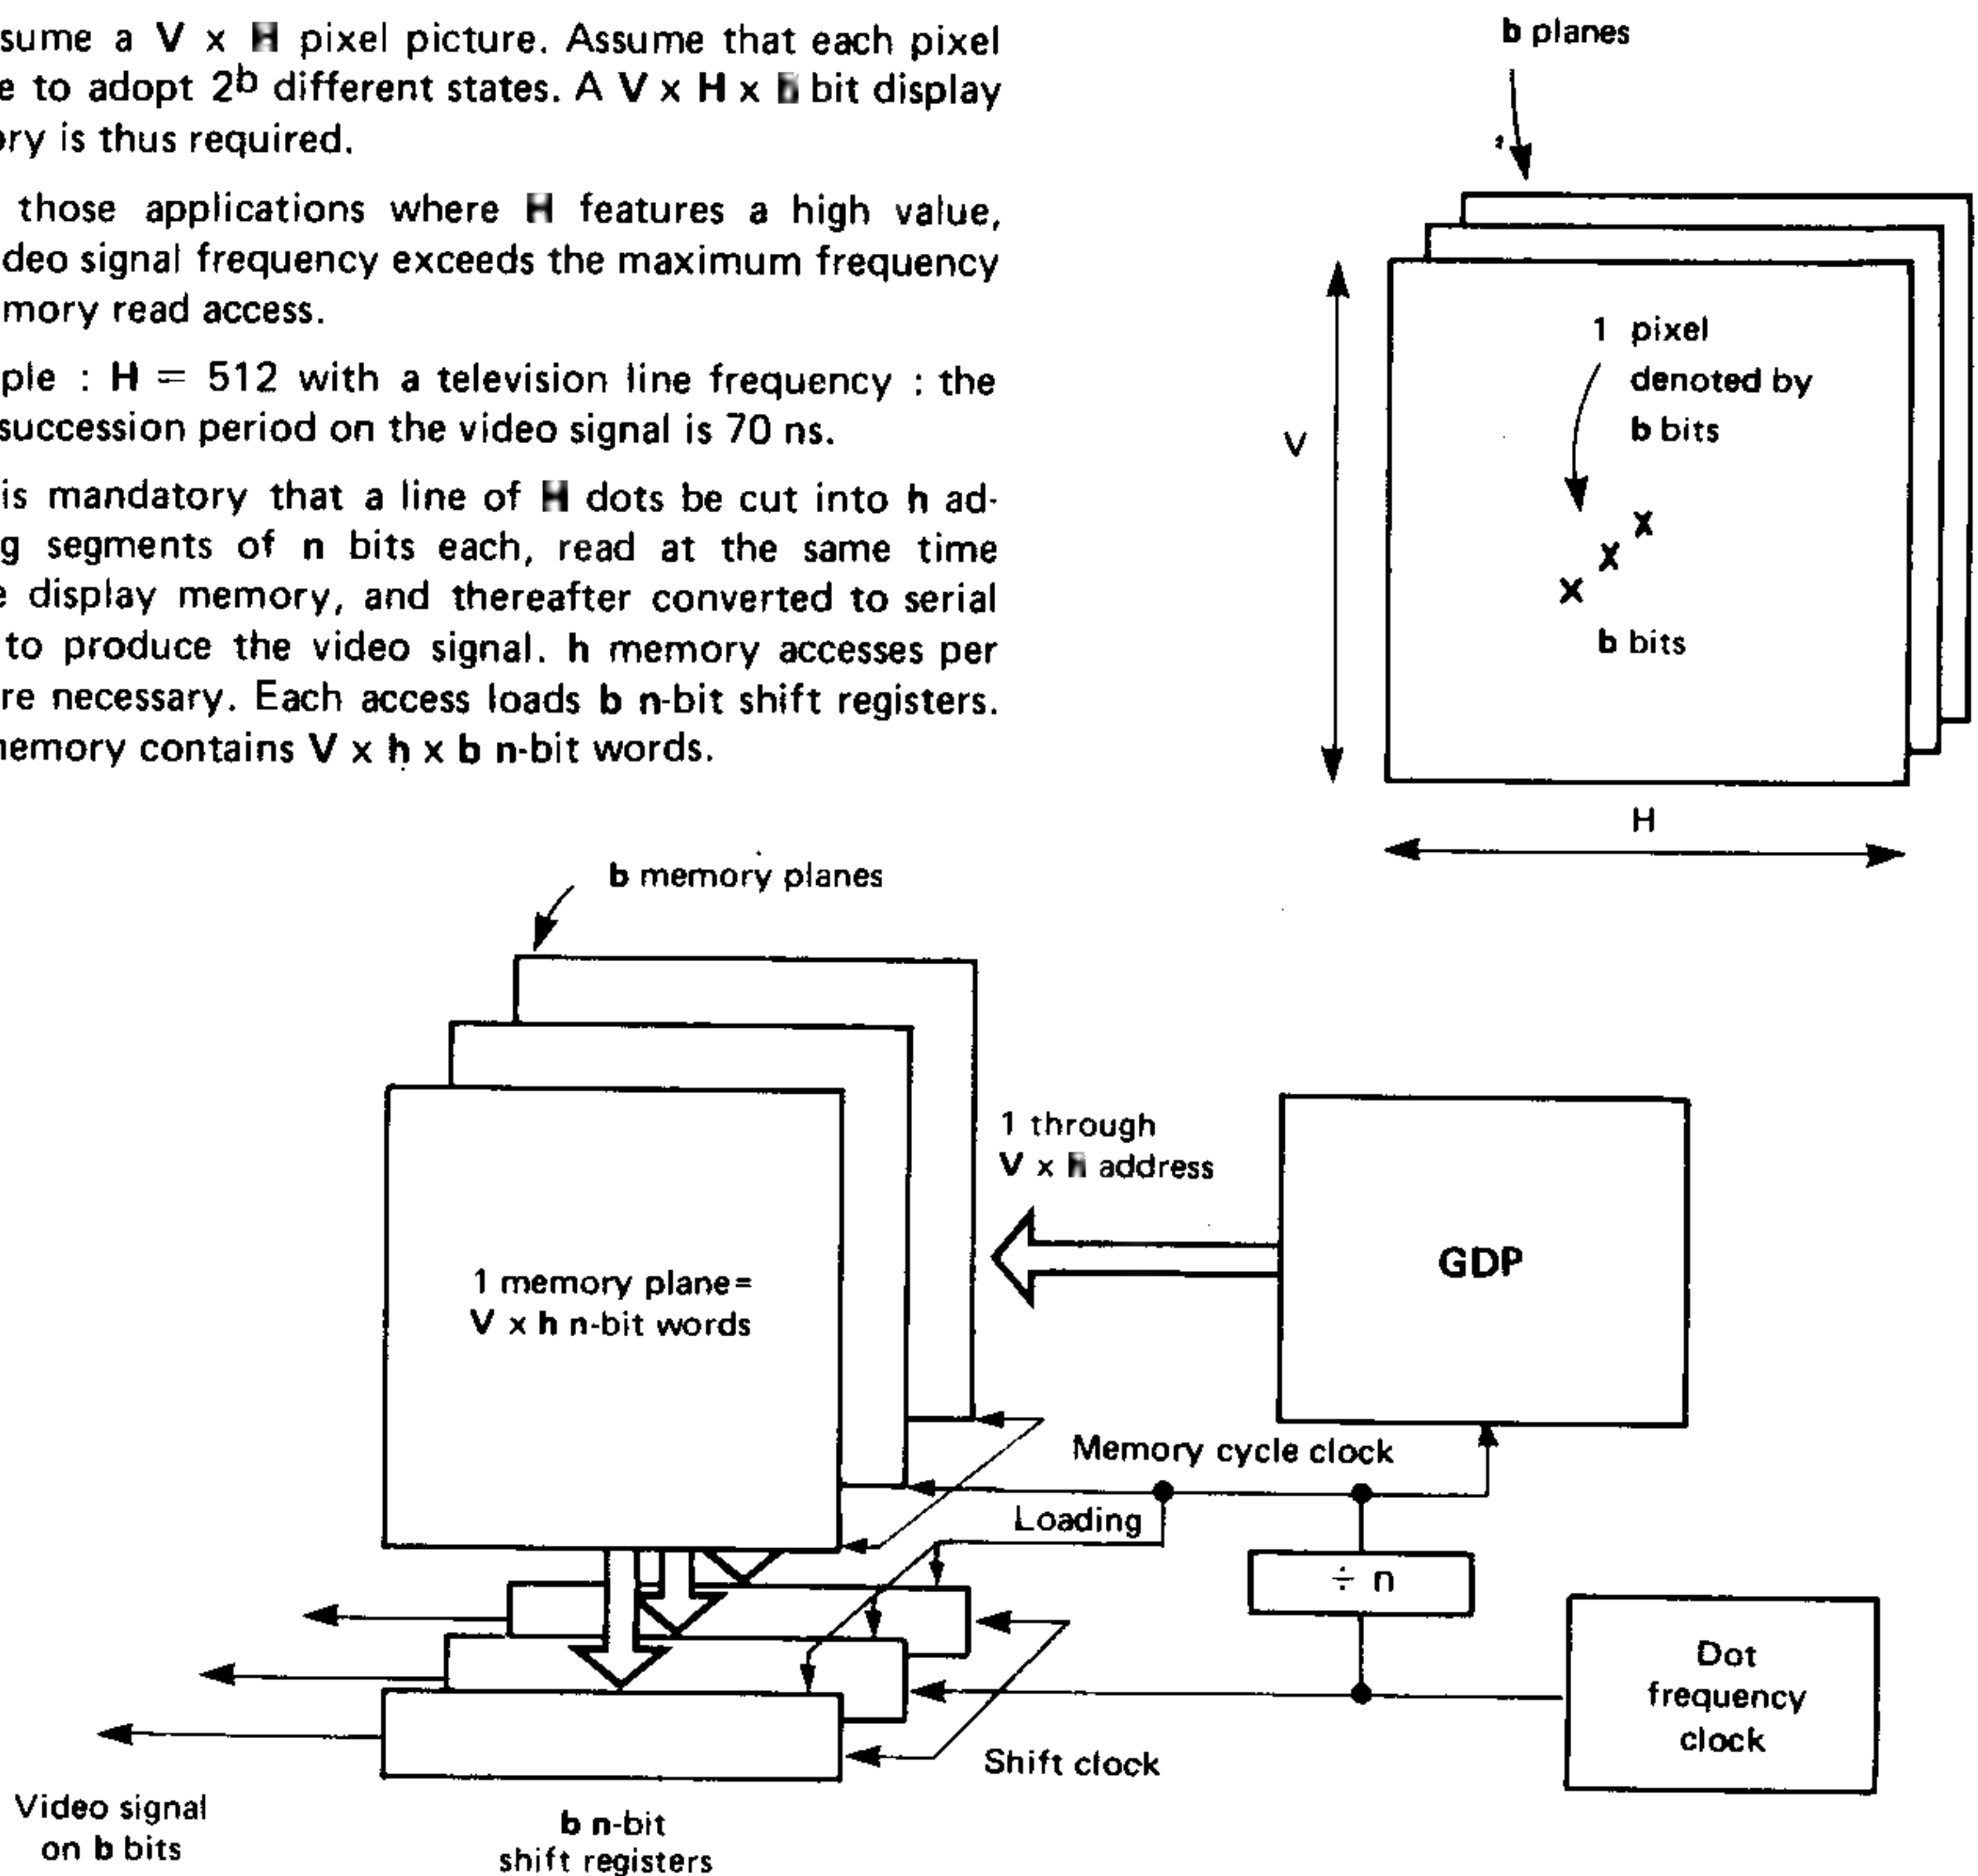 sume a V x H pixel picture. Assume that each pixel
e to adopt 2b different states. A V x H x b bit display
ory is thus required.
those applications where H features a high value,
deo signal frequency exceeds the maximum frequency
mory read access.
ple : H = 512 with a television line frequency : the
succession period on the video signal is 70 ns.
is mandatory that a line of H dots be cut into h ad-
g segments of n bits each, read at the same time
e display memory, and thereafter converted to serial
to produce the video signal. h memory accesses per
re necessary. Each access loads b n-bit shift registers.
memory contains V x h x b n-bit words.
b planes
1 pixel
denoted by
b bits
V
x
x
x
b bits
H
b memory planes
1 through
V x h address
1 memory plane=
V x h n-bit words
GDP
Memory cycle clock
Loading
÷ n
Dot
frequency
clock
Shift clock
Video signal
on b bits
b n-bit
shift registers